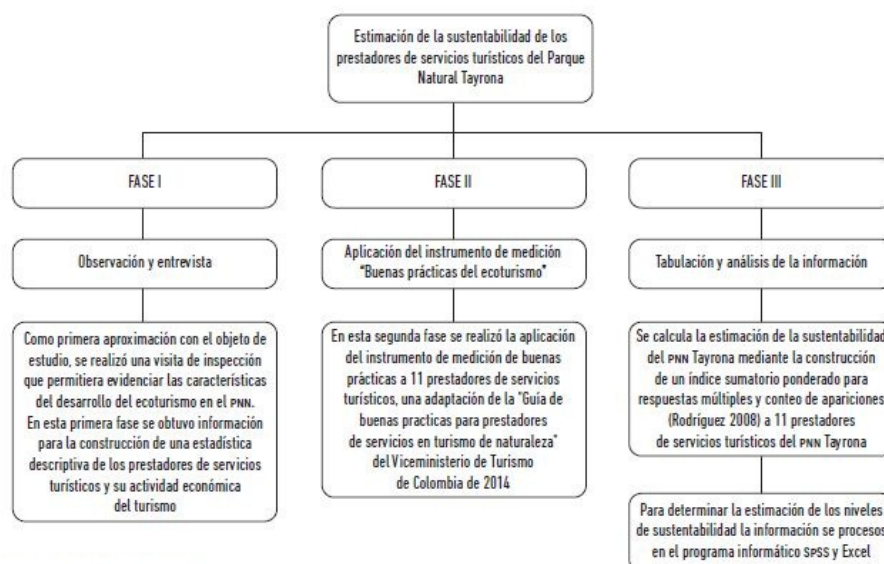 Estimación de la sustentabilidad de los
prestadores de servicios turísticos del Parque
Natural Tayrona
FASE I
Observación y entrevista
Como primera aproximación con el objeto de
estudio, se realizó una visita de inspección
que permitiera evidenciar las características
del desarrollo del ecoturismo en el PNN.
En esta primera fase se obtuvo información
para la construcción de una estadística
descriptiva de los prestadores de servicios
turísticos y su actividad económica
del turismo
FASE II
Aplicación del instrumento de medición
"Buenas prácticas del ecoturismo"
En esta segunda fase se realizó la aplicación
del instrumento de medición de buenas
prácticas a 11 prestadores de servicios
turísticos, una adaptación de la "Guía de
buenas practicas para prestadores
de servicios en turismo de naturaleza"
del Viceministerio de Turismo
de Colombia de 2014
FASE III
Tabulación y análisis de la información
Se calcula la estimación de la sustentabilidad
del PNN Tayrona mediante la construcción
de un índice sumatorio ponderado para
respuestas múltiples y conteo de apariciones
(Rodríguez 2008) a 11 prestadores
de servicios turísticos del PNN Tayrona
Para determinar la estimación de los niveles
de sustentabilidad la información se procesos
en el programa informático SPSS y Excel